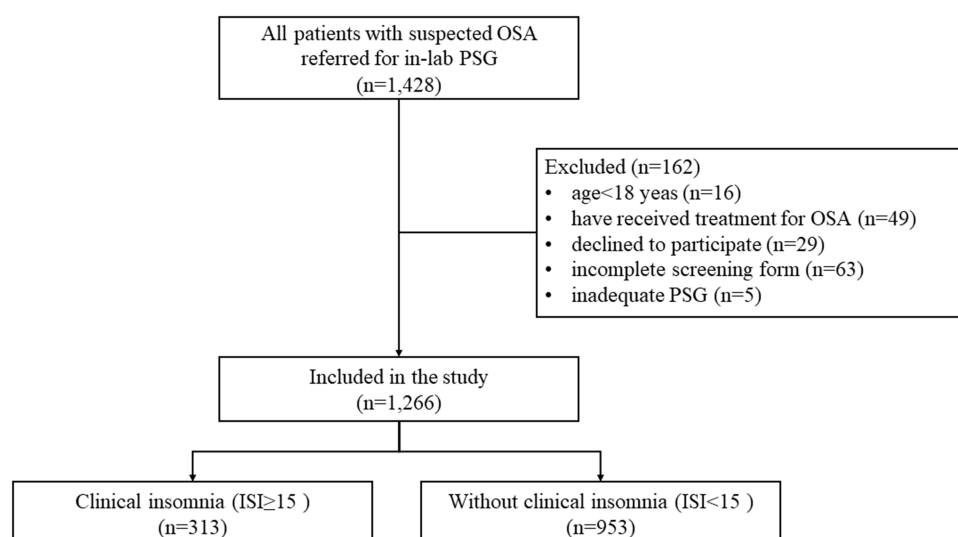 All patients with suspected OSA
referred for in-lab PSG
(n=1,428)
Excluded (n=162)
• age<18 yeas (n=16)
• have received treatment for OSA (n=49)
• declined to participate (n=29)
• incomplete screening form (n=63)
• inadequate PSG (n=5)
Included in the study
(n=1,266)
Clinical insomnia (ISI≥15 )
(n=313)
Without clinical insomnia (ISI<15 )
(n=953)